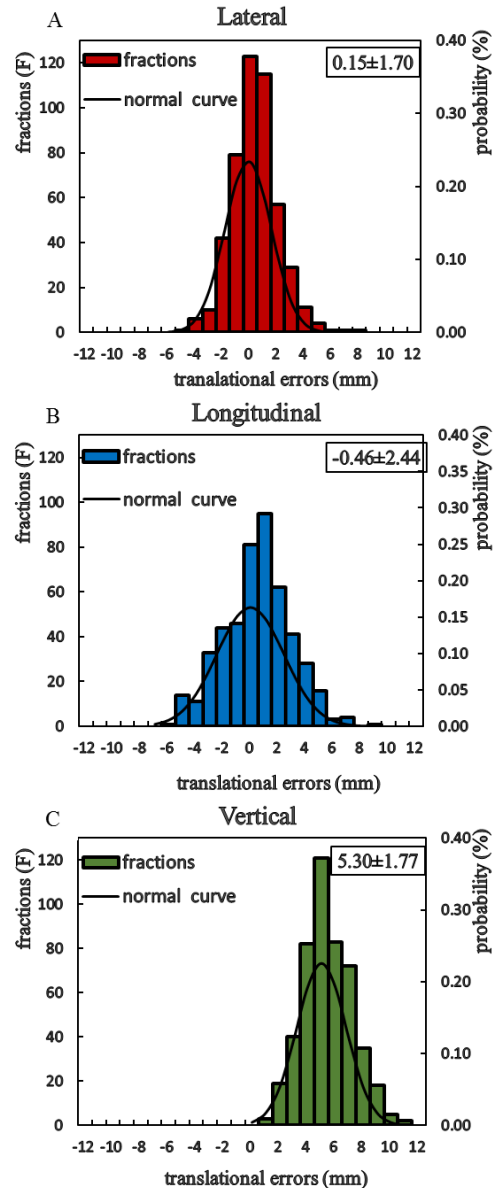 A
Lateral
fractions (F)
120
100
80
60
40
20
0
fractions
normal curve
0.15±1.70
0.40
0.30
0.20
0.10
0.00
probability (%)
-12 -10 -8 -6 -4 -2 0 2 4 6 8 10 12
tranalational errors (mm)
B
Longitudinal
fractions (F)
120
100
80
60
40
20
0
fractions
normal curve
-0.46±2.44
0.40
0.35
0.30
0.25
0.20
0.15
0.10
0.05
0.00
probability (%)
-12 -10 -8 -6 -4 -2 0 2 4 6 8 10 12
translational errors (mm)
C
Vertical
fractions (F)
120
100
80
60
40
20
0
fractions
normal curve
5.30±1.77
0.40
0.30
0.20
0.10
0.00
probability (%)
-12 -10 -8 -6 -4 -2 0 2 4 6 8 10 12
translational errors (mm)